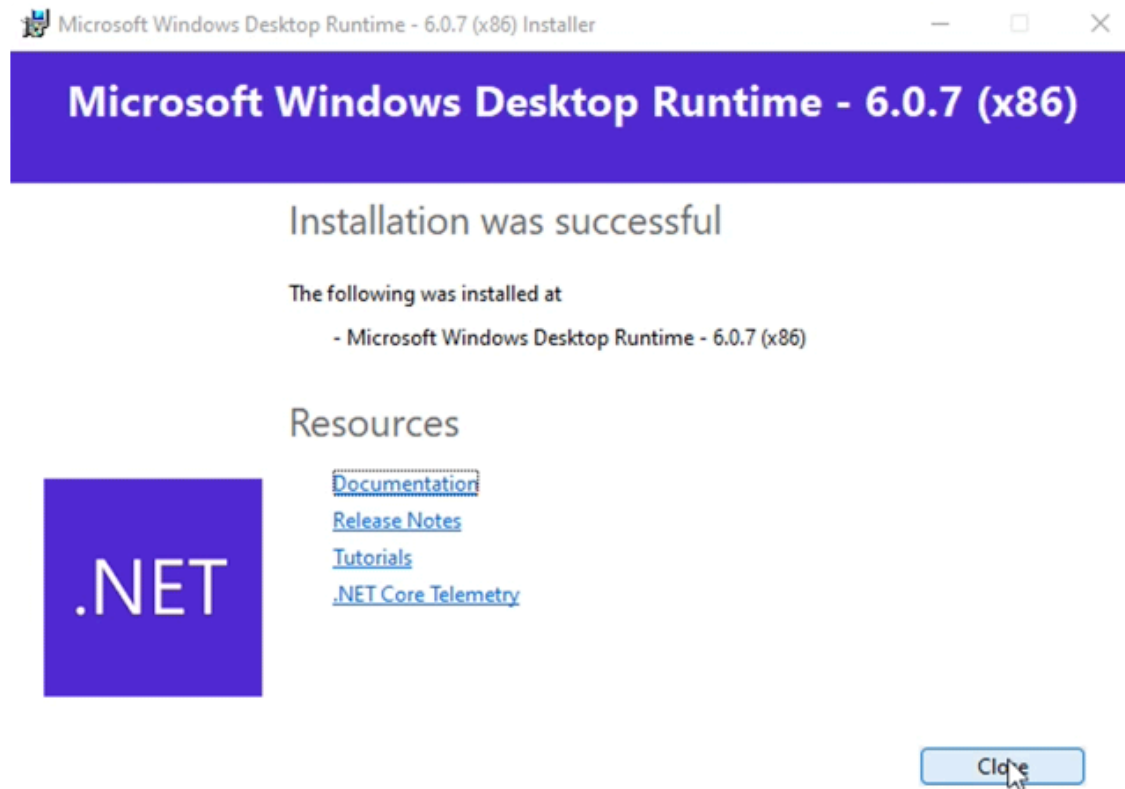 Microsoft Windows Desktop Runtime - 6.0.7 (x86) Installer
Microsoft Windows Desktop Runtime - 6.0.7 (x86)
Installation was successful
The following was installed at
- Microsoft Windows Desktop Runtime - 6.0.7 (x86)
Resources
Documentation
Release Notes
Tutorials
.NET Core Telemetry
.NET
Close